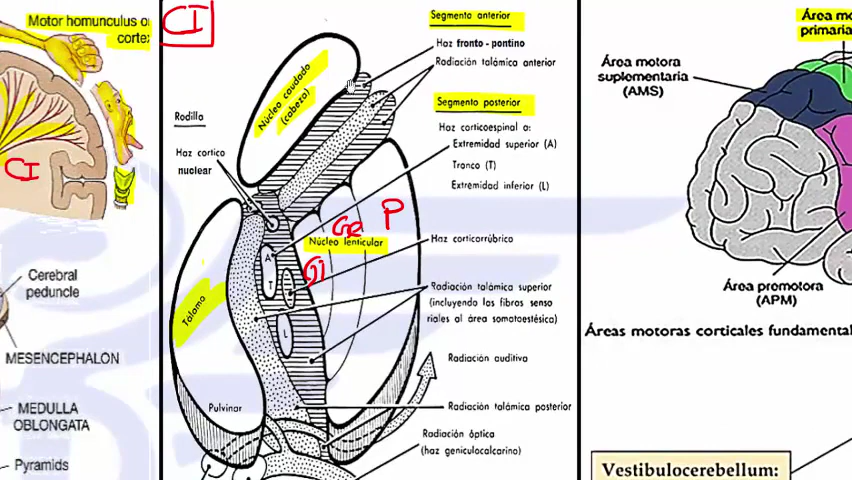 Motor homunculus o
cortex
CI
Cerebral
peduncle
MESENCEPHALON
MEDULLA
OBLONGATA
Pyramids
CI
Segmento anterior
Haz fronto - pontino
Radiación talámica anterior
Núcleo caudado
(cabeza)
Segmento posterior
Rodilla
Haz corticoespinal o:
Extremidad superior (A)
Tronco (T)
Extremidad inferior (L)
Haz cortico
nuclear
Ge
P
Gi
Núcleo lenticular
Haz corticorrúbrico
A
T
L
Tálamo
Radiación talámica superior
(incluyendo las fibras senso
riales al área somatoestésica)
Radiación auditiva
Pulvinar
Radiación talámica posterior
Radiación óptica
(haz geniculocalcarino)
Área mo
primaria
Área motora
suplementaria
(AMS)
Área promotora
(APM)
Áreas motoras corticales fundamental
Vestibulocerebellum: